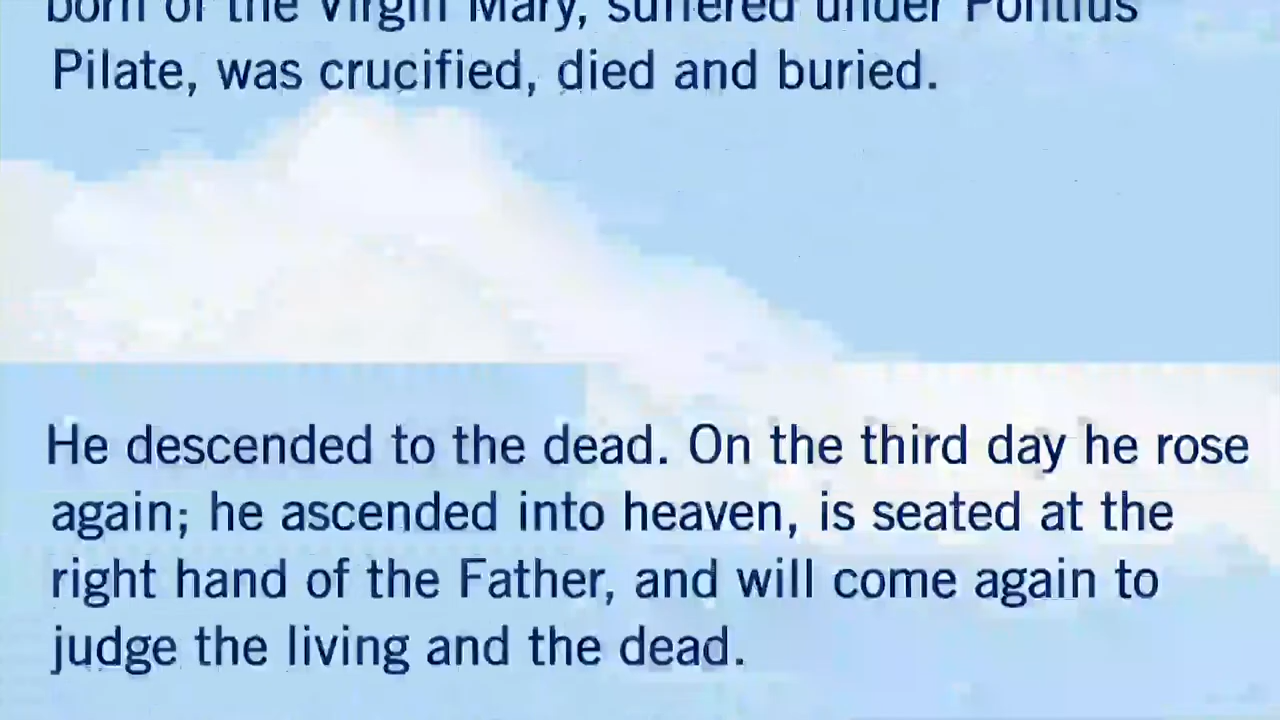 born of the Virgin Mary, suffered under Pontius
Pilate, was crucified, died and buried.
He descended to the dead. On the third day he rose
again; he ascended into heaven, is seated at the
right hand of the Father, and will come again to
judge the living and the dead.